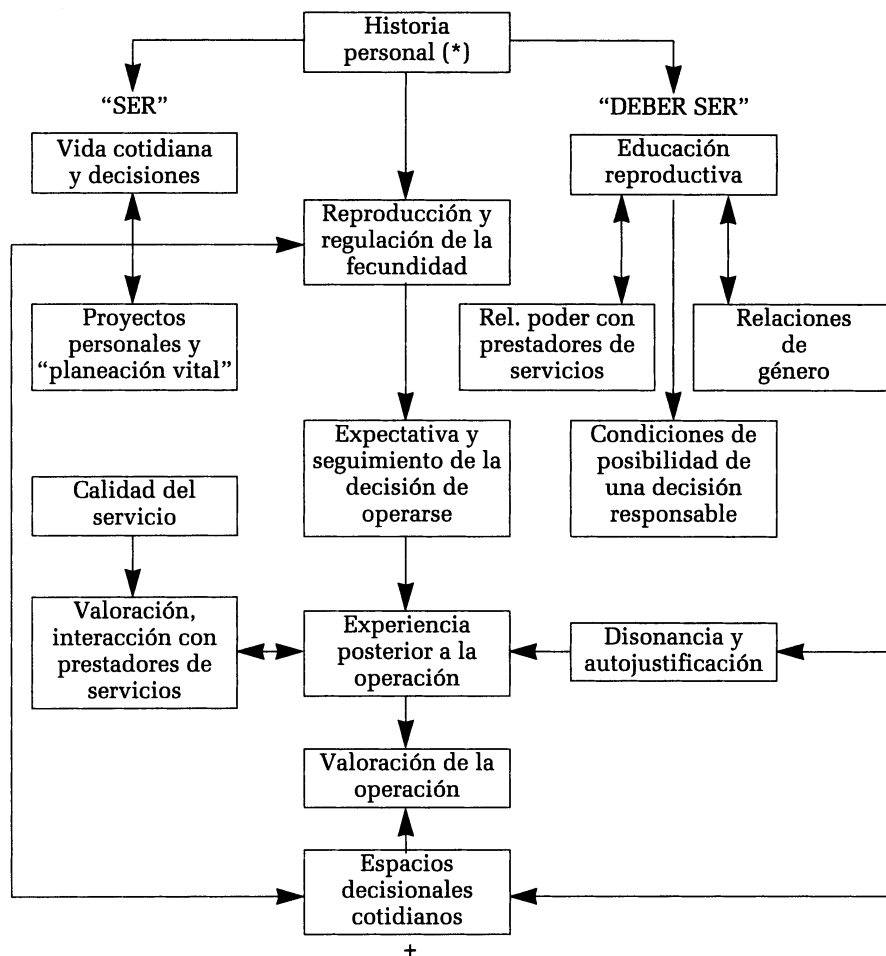 Historia
personal (*)
“SER”
“DEBER SER”
Vida cotidiana
y decisiones
Educación
reproductiva
Reproducción y
regulación de la
fecundidad
Proyectos
personales y
“planeación vital”
Rel. poder con
prestadores de
servicios
Relaciones
de
género
Expectativa y
seguimiento de la
decisión de
operarse
Condiciones de
posibilidad de
una decisión
responsable
Calidad del
servicio
Valoración,
interacción con
prestadores de
servicios
Experiencia
posterior a la
operación
Disonancia y
autojustificación
Valoración de la
operación
Espacios
decisionales
cotidianos
+